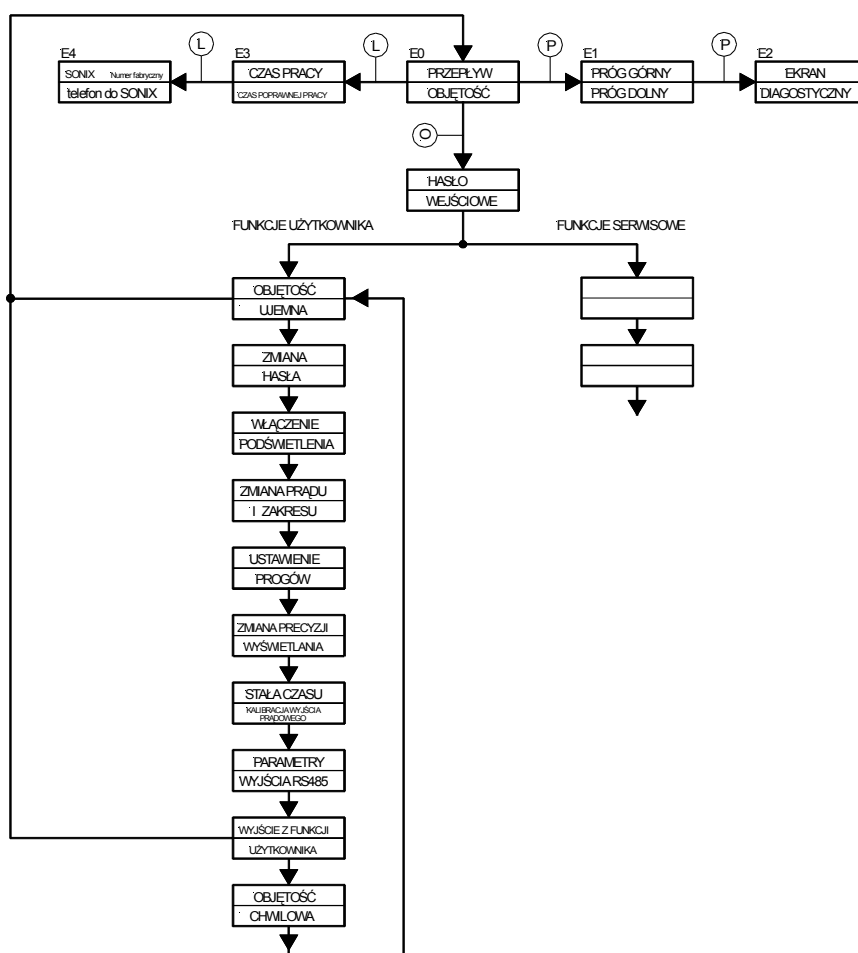 E4
SONIX Numer fabryczny
telefon do SONIX
L
E3
CZAS PRACY
CZAS POPRAWNEJ PRACY
L
E0
PRZEPŁYW
OBJĘTOŚĆ
P
E1
PRÓG GÓRNY
PRÓG DOLNY
P
E2
EKRAN
DIAGOSTYCZNY
O
HASŁO
WEJŚCIOWE
FUNKCJE UŻYTKOWNIKA
FUNKCJE SERWISOWE
OBJĘTOŚĆ
UJEMNA
ZMIANA
HASŁA
WŁĄCZENIE
PODŚWIETLENIA
ZMIANA PRĄDU
I ZAKRESU
USTAWIENIE
PROGÓW
ZMIANA PRECYZJI
WYŚWIETLANIA
STAŁA CZASU
KALIBRACJA WYJŚCIA
PRĄDOWEGO
PARAMETRY
WYJŚCIA RS485
WYJŚCIE Z FUNKCJI
UŻYTKOWNIKA
OBJĘTOŚĆ
CHWILOWA